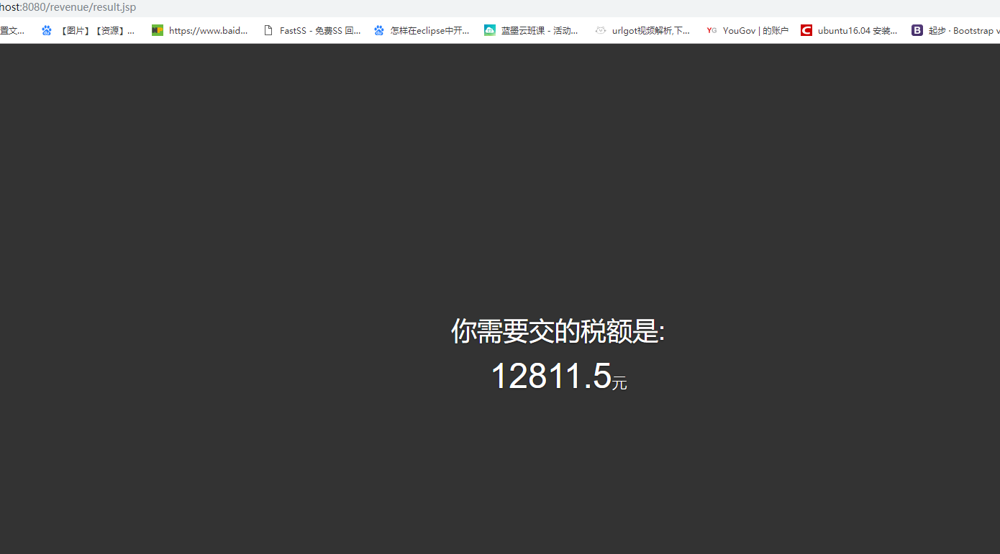 host:8080/revenue/result.jsp
置文... 【图片】【资源】... https://www.baid... FastSS - 免费SS 回... 怎样在eclipse中开... 蓝墨云班课 - 活动... urlgot视频解析,下... YG YouGov | 的账户 C ubuntu16.04 安装... B 起步 · Bootstrap v
你需要交的税额是:
12811.5元